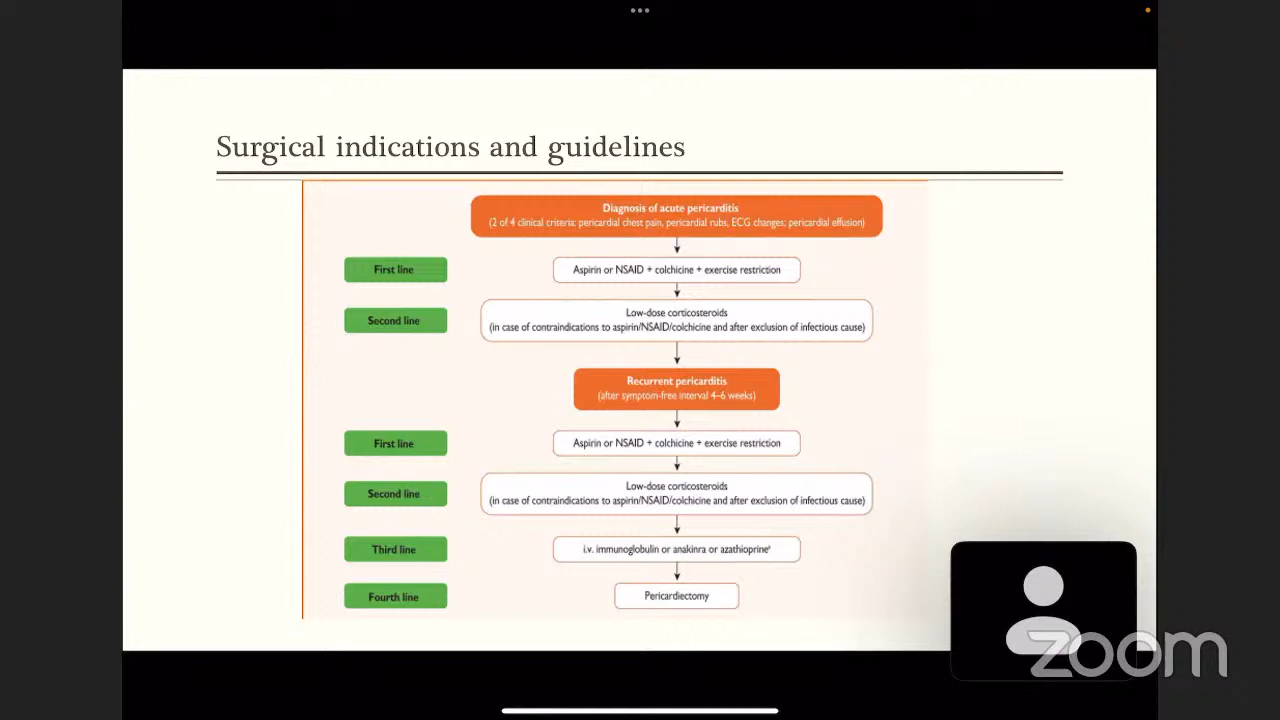 Surgical indications and guidelines
Diagnosis of acute pericarditis
(2 of 4 clinical criteria: pericardial chest pain, pericardial rubs, ECG changes; pericardial effusion)
First line
Aspirin or NSAID + colchicine + exercise restriction
Second line
Low-dose corticosteroids
(in case of contraindications to aspirin/NSAID/colchicine and after exclusion of infectious cause)
Recurrent pericarditis
(after symptom-free interval 4–6 weeks)
First line
Aspirin or NSAID + colchicine + exercise restriction
Second line
Low-dose corticosteroids
(in case of contraindications to aspirin/NSAID/colchicine and after exclusion of infectious cause)
Third line
i.v. immunoglobulin or anakinra or azathioprineª
Fourth line
Pericardiectomy
zoom